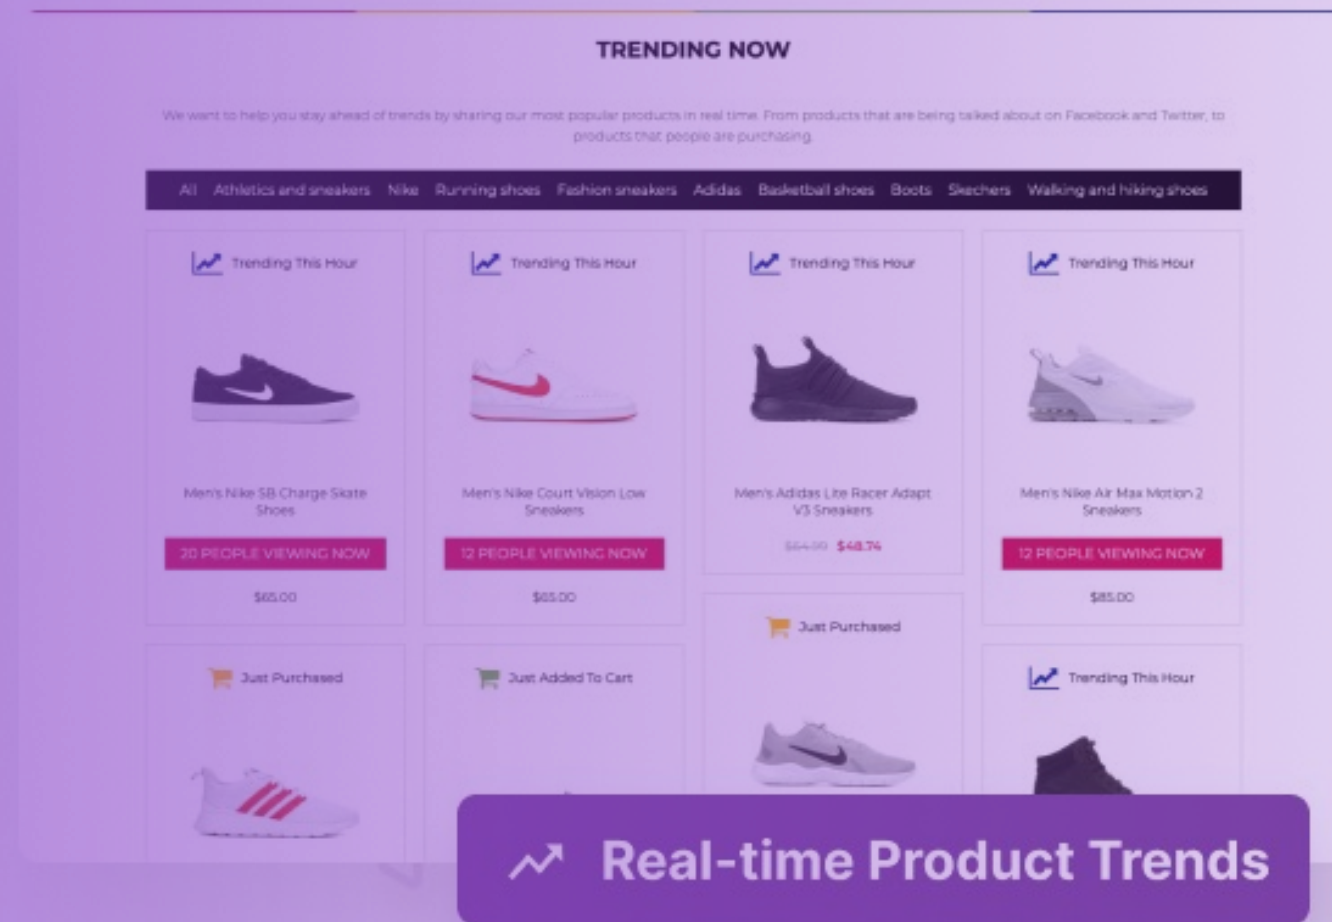 TRENDING NOW
We want to help you stay ahead of trends by sharing our most popular products in real time. From products that are being talked about on Facebook and Twitter, to
products that people are purchasing.
All Athletics and sneakers Nike Running shoes Fashion sneakers Adidas Basketball shoes Boots Skechers Walking and hiking shoes
Trending This Hour
Men's Nike SB Charge Skate
Shoes
20 PEOPLE VIEWING NOW
$65.00
Trending This Hour
Men's Nike Court Vision Low
Sneakers
12 PEOPLE VIEWING NOW
$65.00
Trending This Hour
Men's Adidas Lite Racer Adapt
V3 Sneakers
$64.99 $48.74
Trending This Hour
Men's Nike Air Max Motion 2
Sneakers
12 PEOPLE VIEWING NOW
$85.00
Just Purchased
Just Added To Cart
Just Purchased
Trending This Hour
Real-time Product Trends